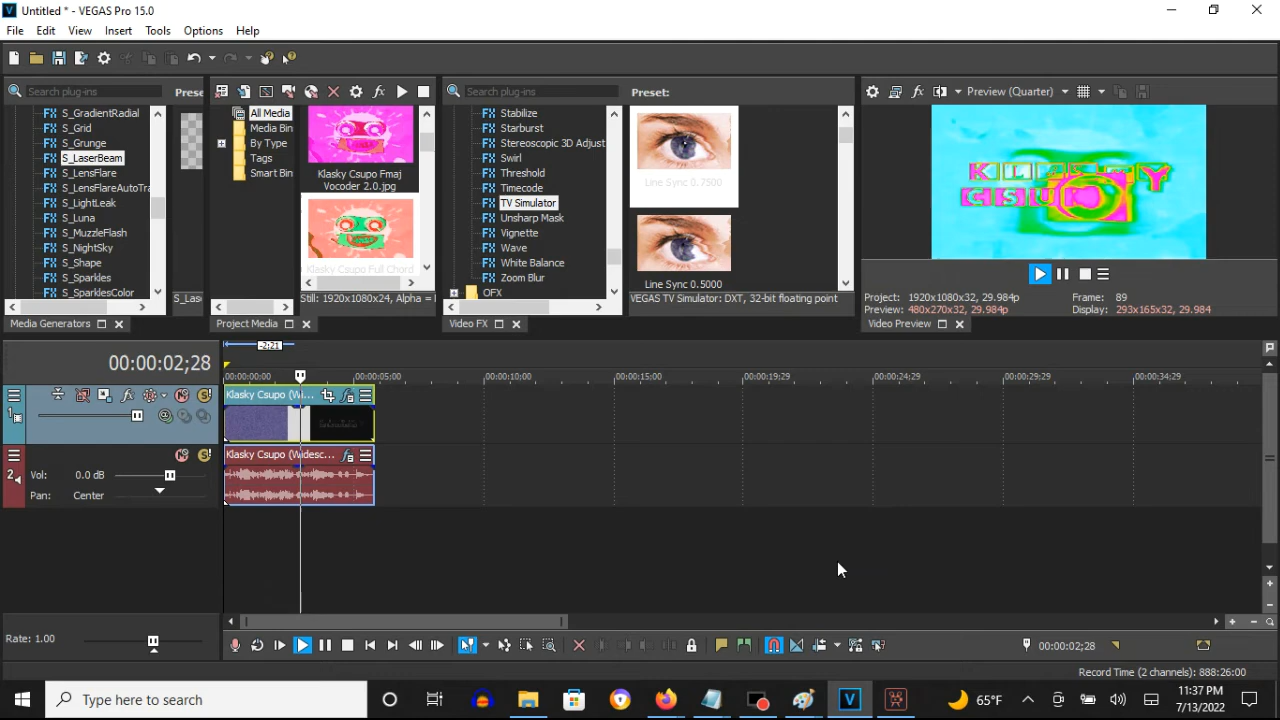 Untitled * - VEGAS Pro 15.0
File Edit View Insert Tools Options Help
Search plug-ins
Prese
S_GradientRadial
S_Grid
S_Grunge
S_LaserBeam
S_LensFlare
S_LensFlareAutoTra
S_LightLeak
S_Luna
S_MuzzleFlash
S_NightSky
S_Shape
S_Sparkles
S_SparklesColor
S_Las
Media Generators
All Media
Media Bin
By Type
Tags
Smart Bin
Klasky Csupo Fmaj
Vocoder 2.0.jpg
Klasky Csupo Full Chord
Still: 1920x1080x24, Alpha =
Project Media
Search plug-ins
Preset:
Stabilize
Starburst
Stereoscopic 3D Adjust
Swirl
Threshold
Timecode
TV Simulator
Unsharp Mask
Vignette
Wave
White Balance
Zoom Blur
OFX
Line Sync 0.7500
Line Sync 0.5000
VEGAS TV Simulator: DXT, 32-bit floating point
Video FX
Preview (Quarter)
KLASKY
CSUPO
Project: 1920x1080x32, 29.984p
Frame: 89
Preview: 480x270x32, 29.984p
Display: 293x165x32, 29.984
Video Preview
00:00:02;28
-2:21
00:00:00:00
00:00:05;00
00:00:10;00
00:00:15;00
00:00:19;29
00:00:24;29
00:00:29;29
00:00:34;29
1
Klasky Csupo (Wi...
2
Vol: 0.0 dB
Pan: Center
Klasky Csupo (Widesc...
Rate: 1.00
00:00:02;28
Record Time (2 channels): 888:26:00
Type here to search
65°F
11:37 PM
7/13/2022